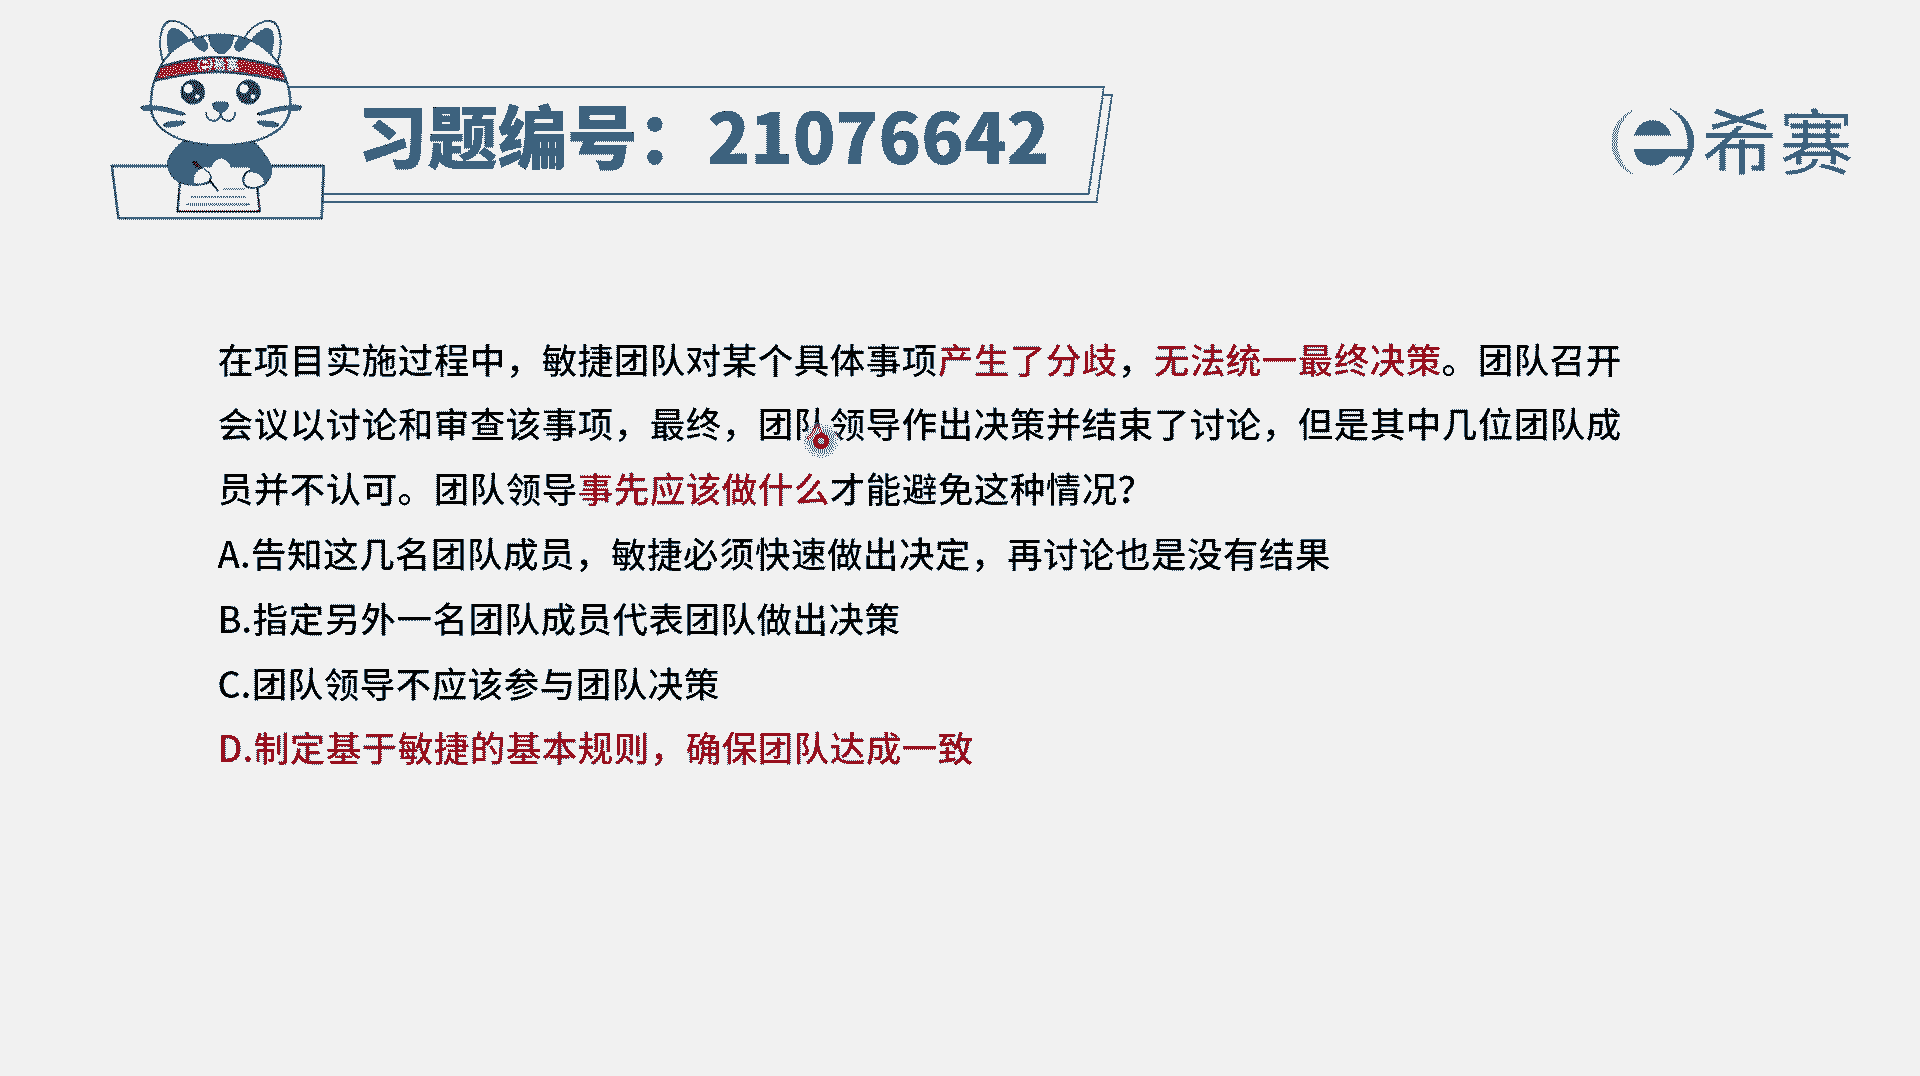 习题编号：21076642
希赛
在项目实施过程中，敏捷团队对某个具体事项产生了分歧，无法统一最终决策。团队召开
会议以讨论和审查该事项，最终，团队领导作出决策并结束了讨论，但是其中几位团队成
员并不认可。团队领导事先应该做什么才能避免这种情况？
A.告知这几名团队成员，敏捷必须快速做出决定，再讨论也是没有结果
B.指定另外一名团队成员代表团队做出决策
C.团队领导不应该参与团队决策
D.制定基于敏捷的基本规则，确保团队达成一致